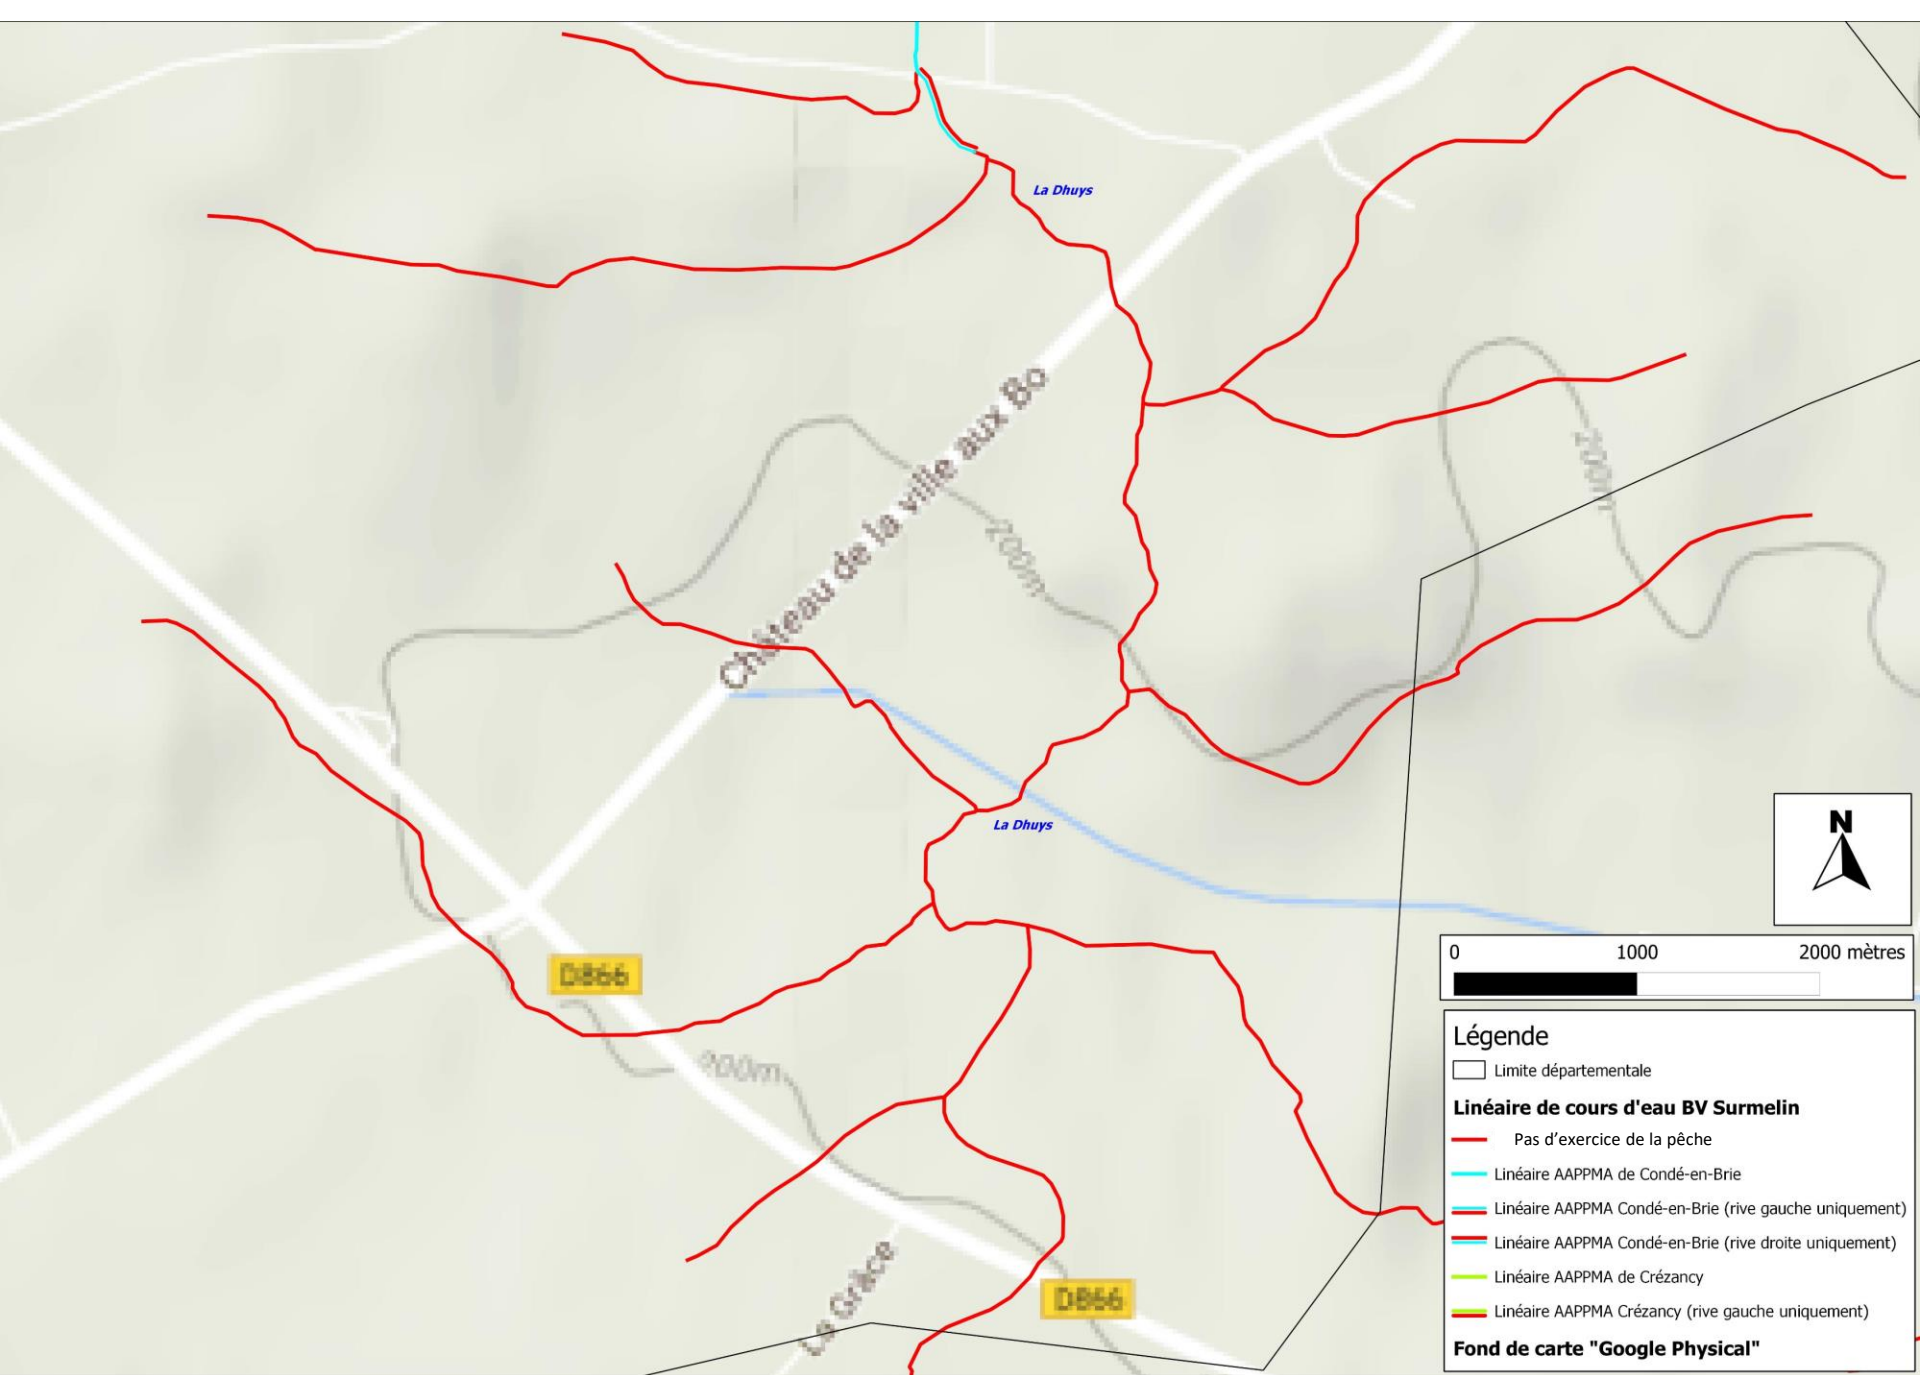 La Dhuys
Château de la ville aux Bo
200m
200m
La Dhuys
N
0 1000 2000 mètres
D866
200m
Légende
Limite départementale
Linéaire de cours d'eau BV Surmelin
Pas d’exercice de la pêche
Linéaire AAPPMA de Condé-en-Brie
Linéaire AAPPMA Condé-en-Brie (rive gauche uniquement)
Linéaire AAPPMA Condé-en-Brie (rive droite uniquement)
Linéaire AAPPMA de Crézancy
Linéaire AAPPMA Crézancy (rive gauche uniquement)
Fond de carte "Google Physical"
Le Grâce
D866